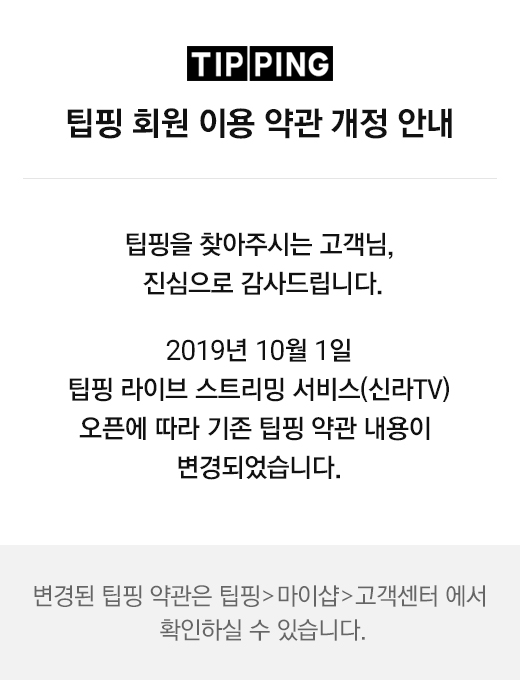 TIPPING
팁핑 회원 이용 약관 개정 안내
팁핑을 찾아주시는 고객님,
진심으로 감사드립니다.
2019년 10월 1일
팁핑 라이브 스트리밍 서비스(신라TV)
오픈에 따라 기존 팁핑 약관 내용이
변경되었습니다.
변경된 팁핑 약관은 팁핑>마이샵>고객센터 에서
확인하실 수 있습니다.